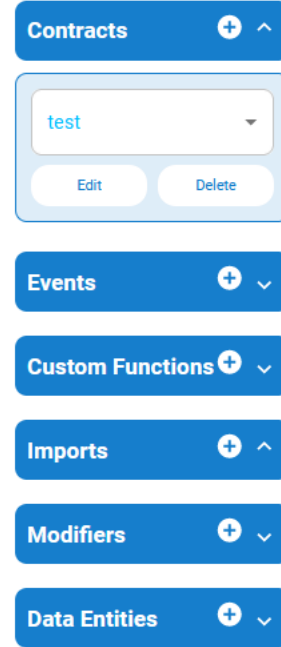 Contracts
test
Edit Delete
Events
Custom Functions
Imports
Modifiers
Data Entities